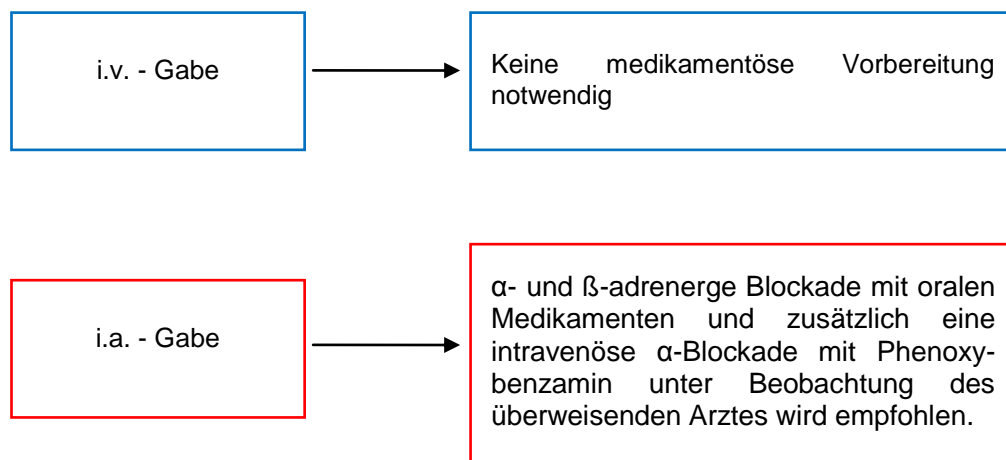 i.v. - Gabe
Keine medikamentöse Vorbereitung
notwendig
i.a. - Gabe
α- und ß-adrenerge Blockade mit oralen
Medikamenten und zusätzlich eine
intravenöse α-Blockade mit Phenoxy-
benzamin unter Beobachtung des
überweisenden Arztes wird empfohlen.